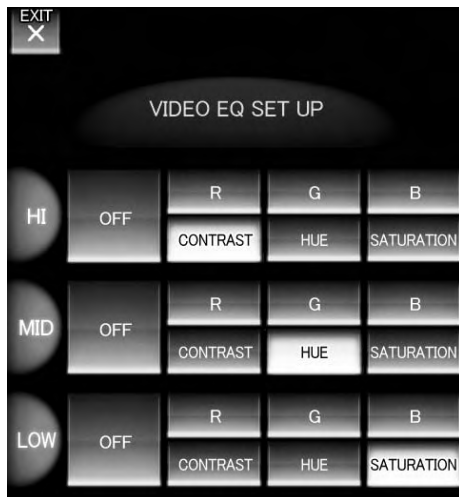 EXIT
×
VIDEO EQ SET UP
HI OFF R G B
CONTRAST HUE SATURATION
MID OFF R G B
CONTRAST HUE SATURATION
LOW OFF R G B
CONTRAST HUE SATURATION